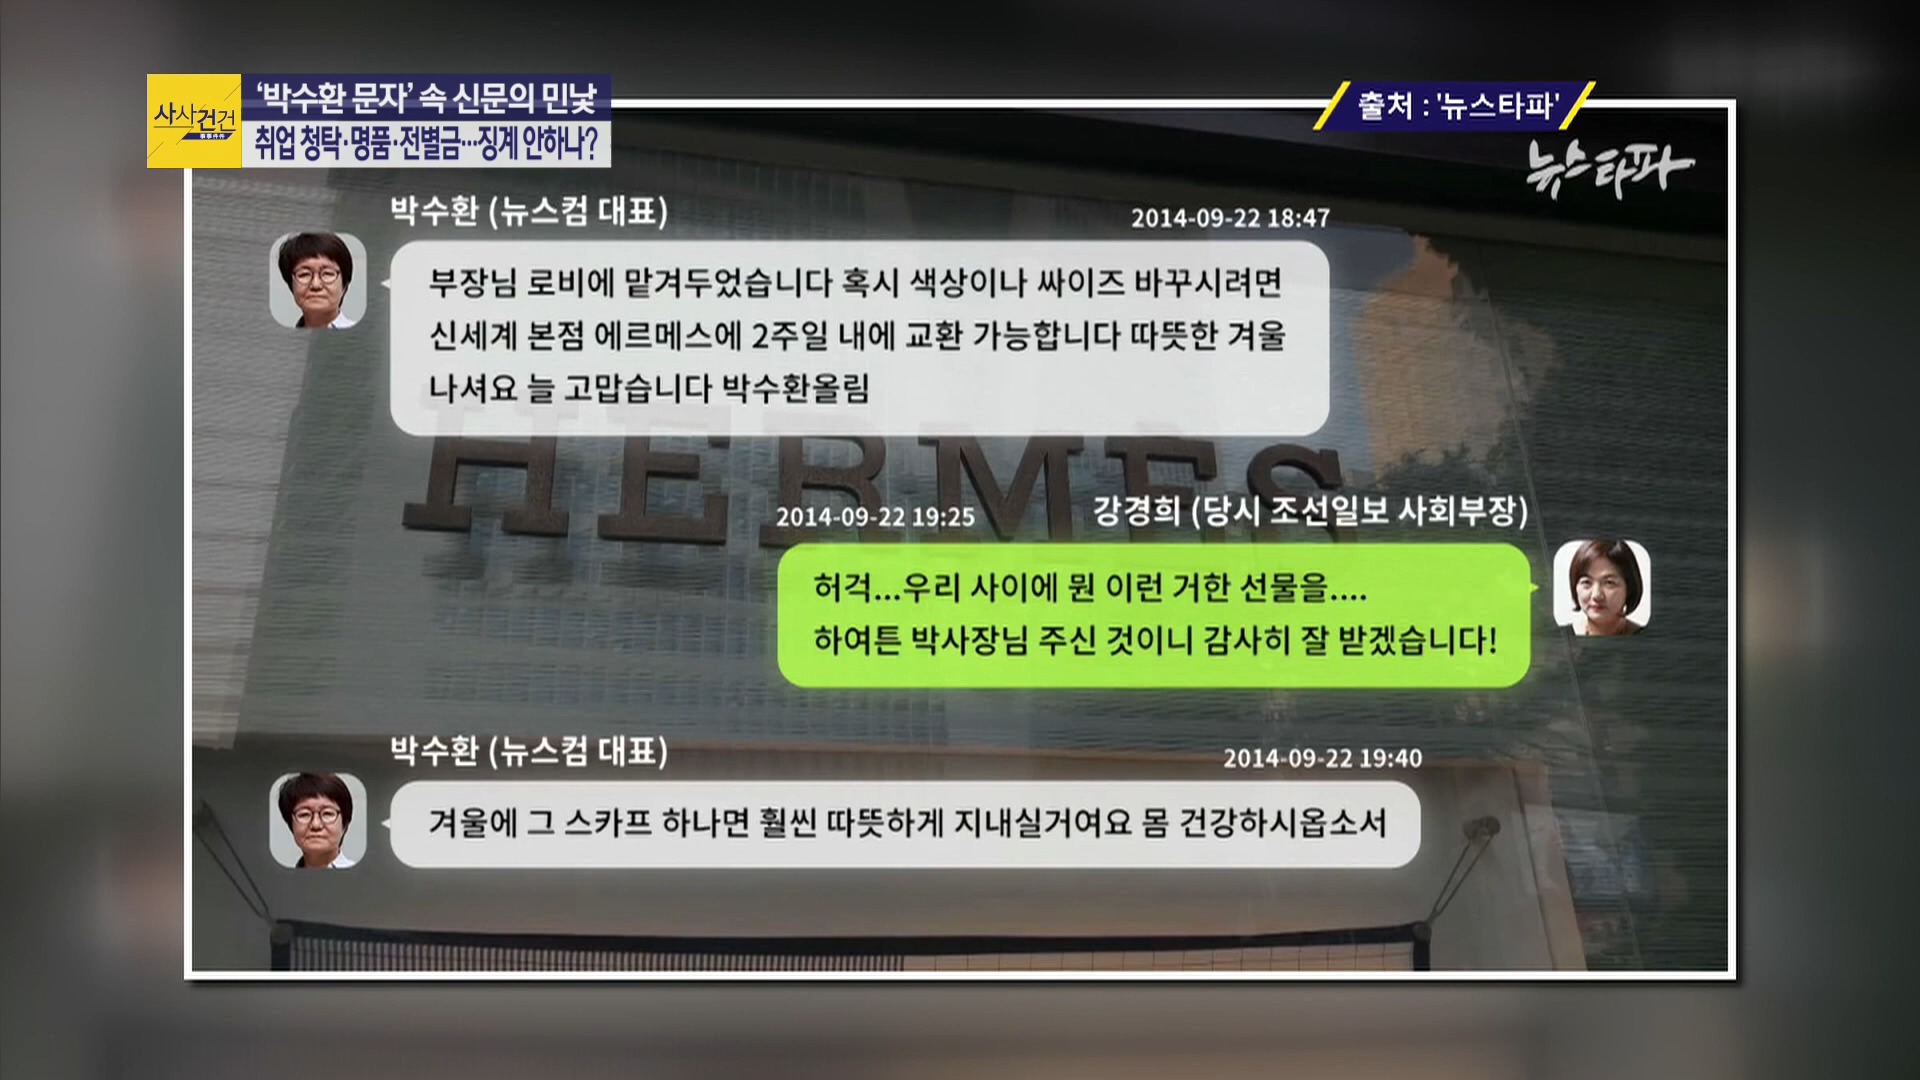 사사건건
事事件件
‘박수환 문자’ 속 신문의 민낯
취업 청탁·명품·전별금…징계 안하나?
출처 : '뉴스타파'
뉴스타파
박수환 (뉴스컴 대표)
2014-09-22 18:47
부장님 로비에 맡겨두었습니다 혹시 색상이나 싸이즈 바꾸시려면
신세계 본점 에르메스에 2주일 내에 교환 가능합니다 따뜻한 겨울
나셔요 늘 고맙습니다 박수환올림
HERMES
2014-09-22 19:25
강경희 (당시 조선일보 사회부장)
허걱...우리 사이에 뭔 이런 거한 선물을....
하여튼 박사장님 주신 것이니 감사히 잘 받겠습니다!
박수환 (뉴스컴 대표)
2014-09-22 19:40
겨울에 그 스카프 하나면 훨씬 따뜻하게 지내실거여요 몸 건강하시옵소서